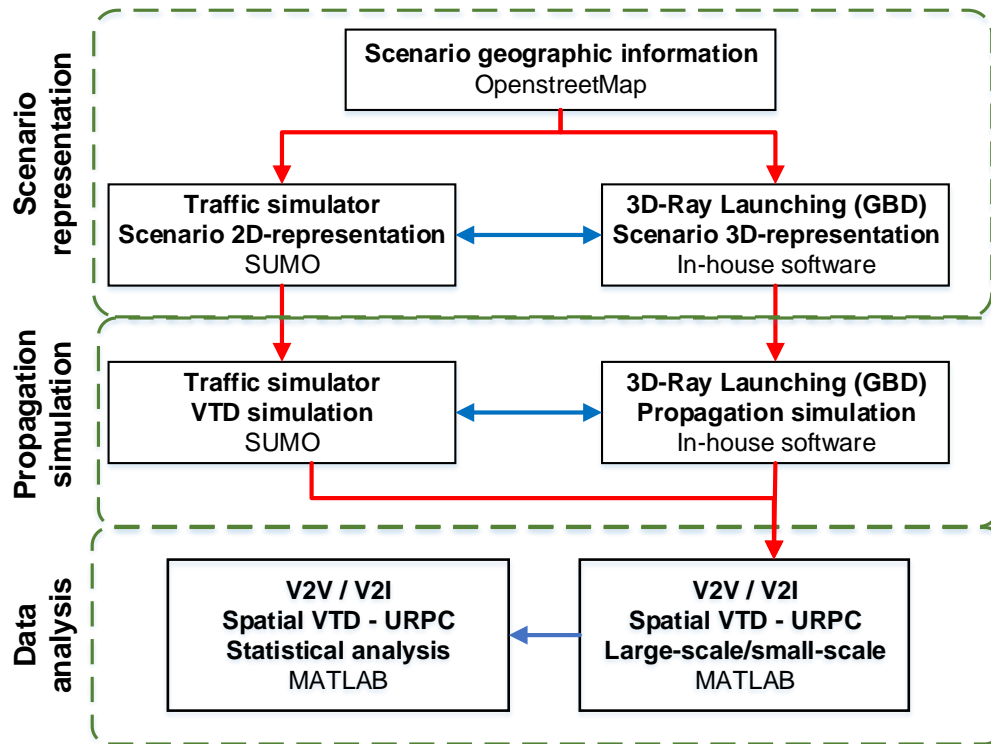 Scenario
representation
Scenario geographic information
OpenstreetMap
Traffic simulator
Scenario 2D-representation
SUMO
3D-Ray Launching (GBD)
Scenario 3D-representation
In-house software
Propagation
simulation
Traffic simulator
VTD simulation
SUMO
3D-Ray Launching (GBD)
Propagation simulation
In-house software
Data
analysis
V2V / V2I
Spatial VTD - URPC
Statistical analysis
MATLAB
V2V / V2I
Spatial VTD - URPC
Large-scale/small-scale
MATLAB